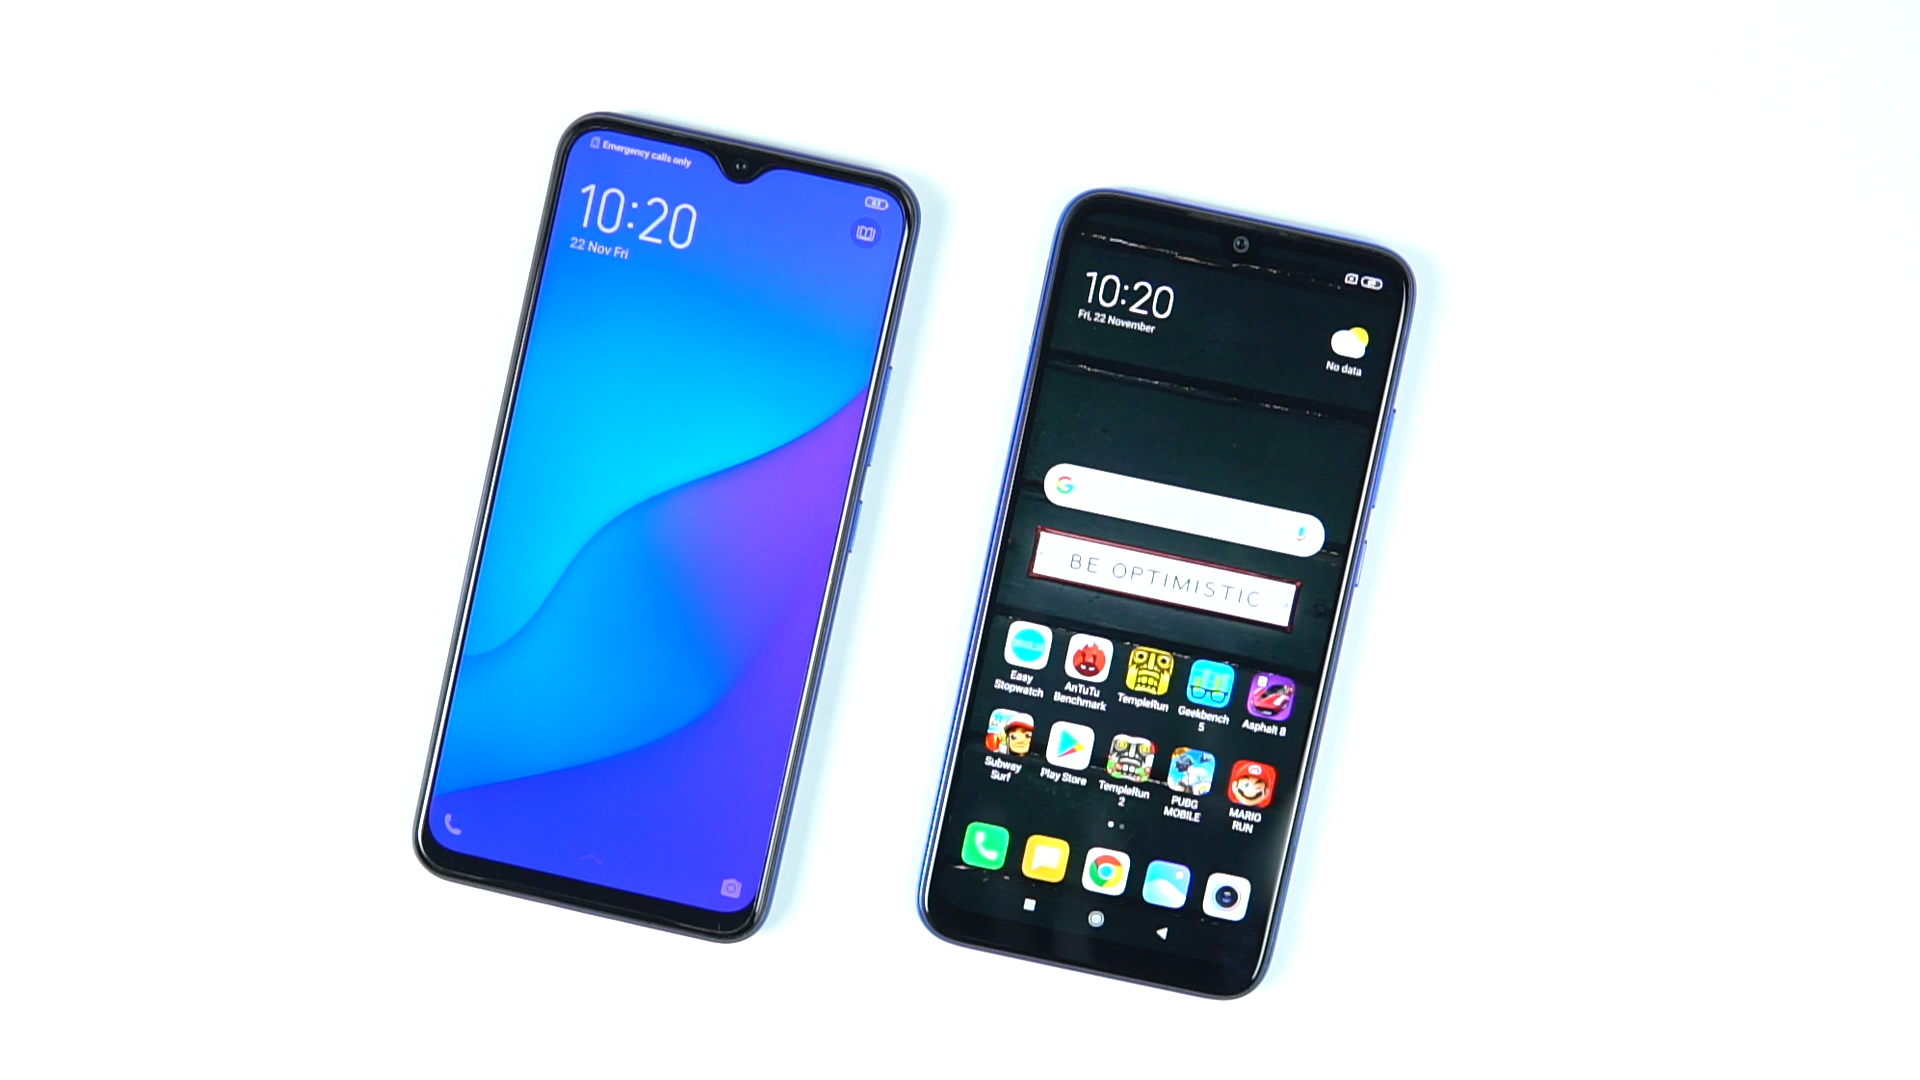 Emergency calls only
10:20
22 Nov Fri
10:20
Fri, 22 November
No data
BE OPTIMISTIC
Easy
Stopwatch
AnTuTu
Benchmark
TempleRun
Geekbench
5
Asphalt 8
Subway
Surf
Play Store
TempleRun
2
PUBG
MOBILE
MARIO
RUN